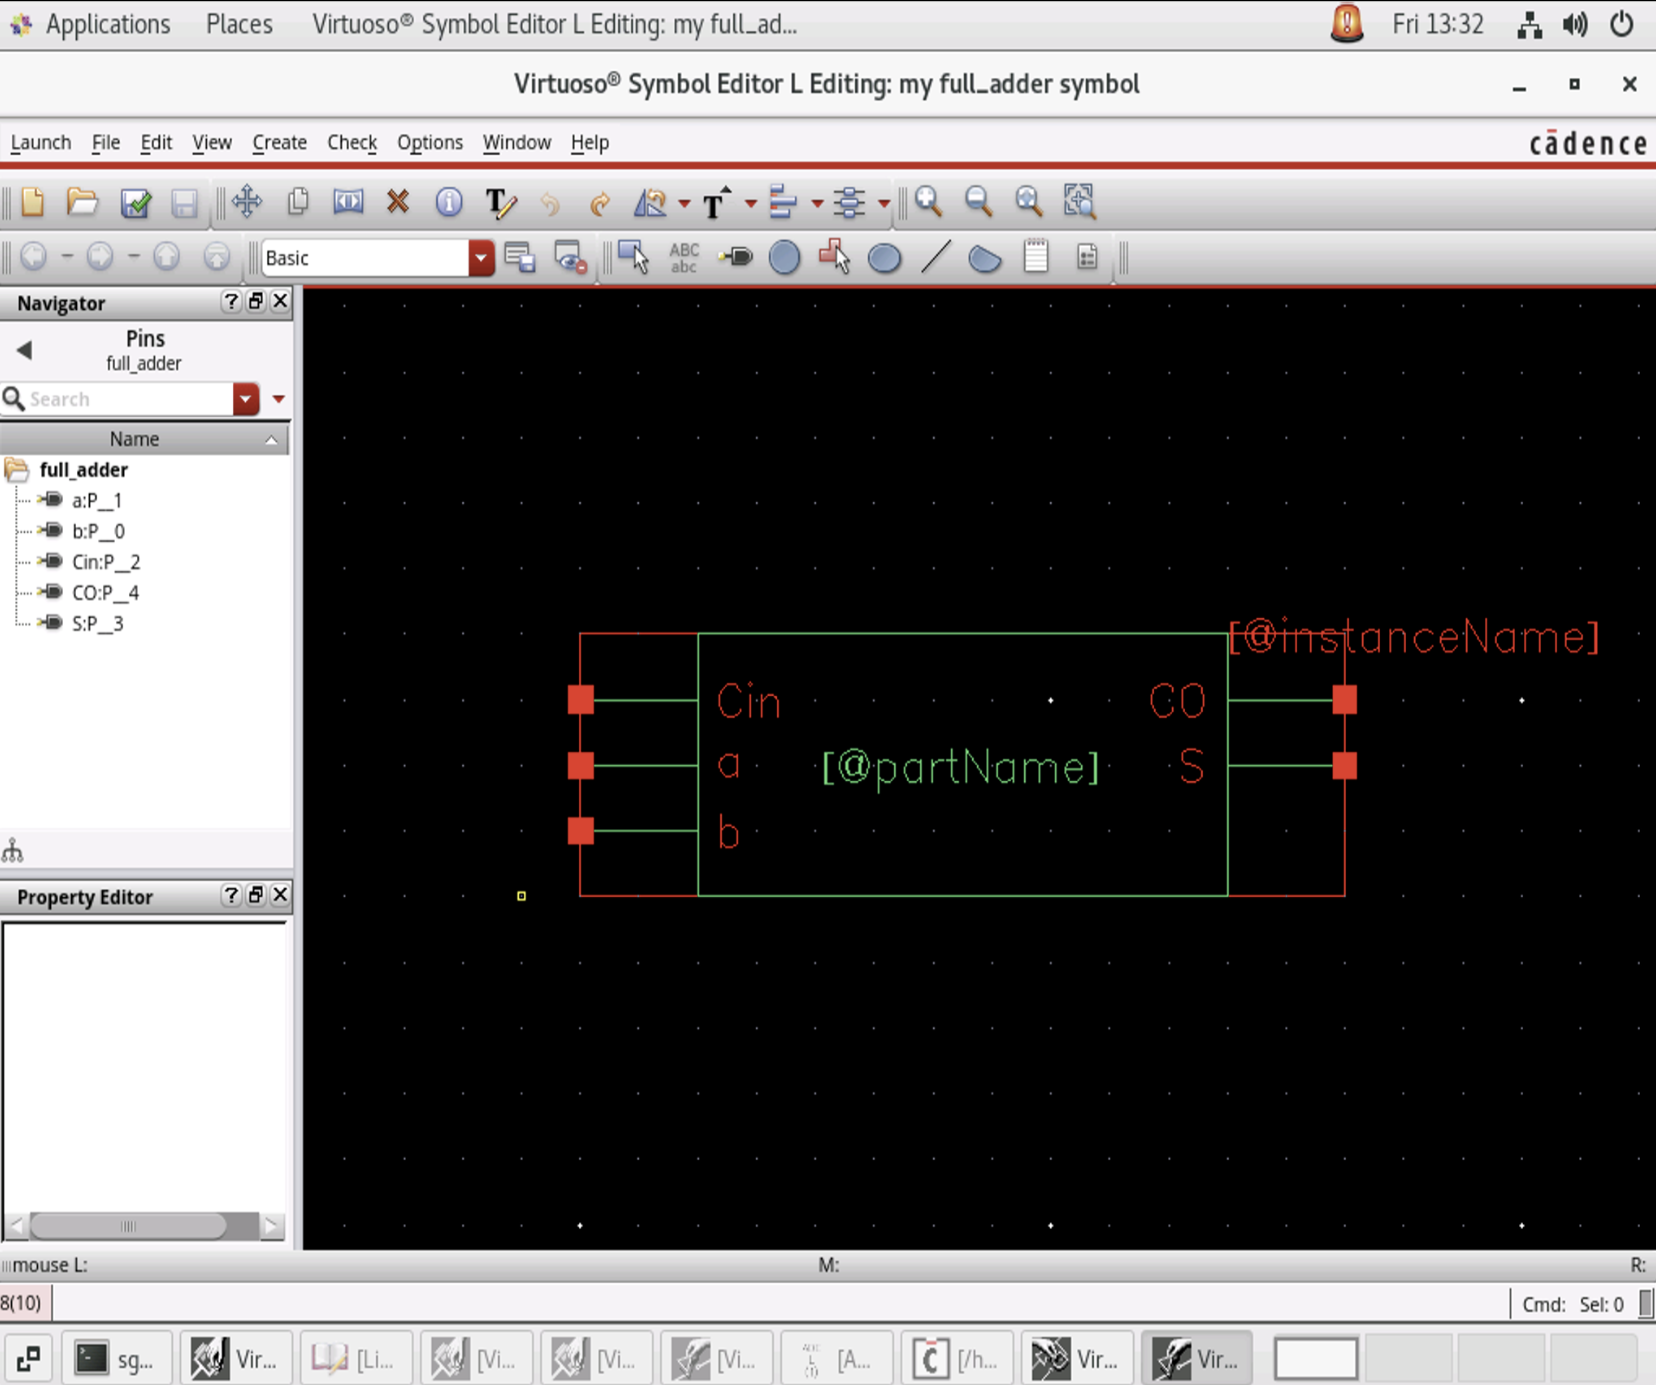 Applications Places Virtuoso® Symbol Editor L Editing: my full_ad... Fri 13:32
Virtuoso® Symbol Editor L Editing: my full_adder symbol
Launch File Edit View Create Check Options Window Help cādence
Basic ABC abc
Navigator
Pins
full_adder
Search
Name
full_adder
a:P__1
b:P__0
Cin:P__2
CO:P__4
S:P__3
[@instanceName]
Cin CO
a [@partName] S
b
Property Editor
mouse L: M: R:
8(10) Cmd: Sel: 0
sg... Vir... [Li... [Vi... [Vi... [Vi... [A... [/h... Vir... Vir...